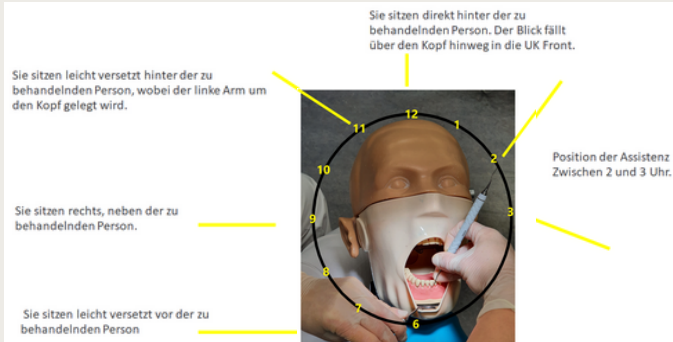 Sie sitzen direkt hinter der zu
behandelnden Person. Der Blick fällt
über den Kopf hinweg in die UK Front.
Sie sitzen leicht versetzt hinter der zu
behandelnden Person, wobei der linke Arm um
den Kopf gelegt wird.
12
11
1
10
2
Position der Assistenz
Zwischen 2 und 3 Uhr.
9
3
Sie sitzen rechts, neben der zu
behandelnden Person.
8
7
6
Sie sitzen leicht versetzt vor der zu
behandelnden Person